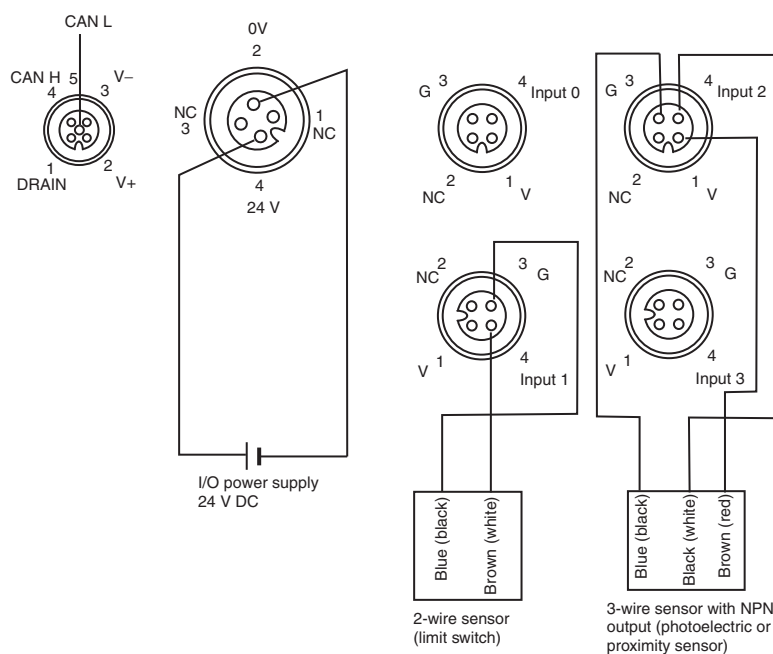 CAN L
CAN H 5 V–
4 3
1 2
DRAIN V+
0V
2
NC
3
1
NC
4
24 V
I/O power supply
24 V DC
G 3 4 Input 0
NC 2 1 V
NC 2 3 G
V 1 4
Input 1
Blue (black)
Brown (white)
2-wire sensor
(limit switch)
G 3 4 Input 2
NC 2 1 V
NC 2 3 G
V 1 4
Input 3
Blue (black)
Black (white)
Brown (red)
3-wire sensor with NPN
output (photoelectric or
proximity sensor)